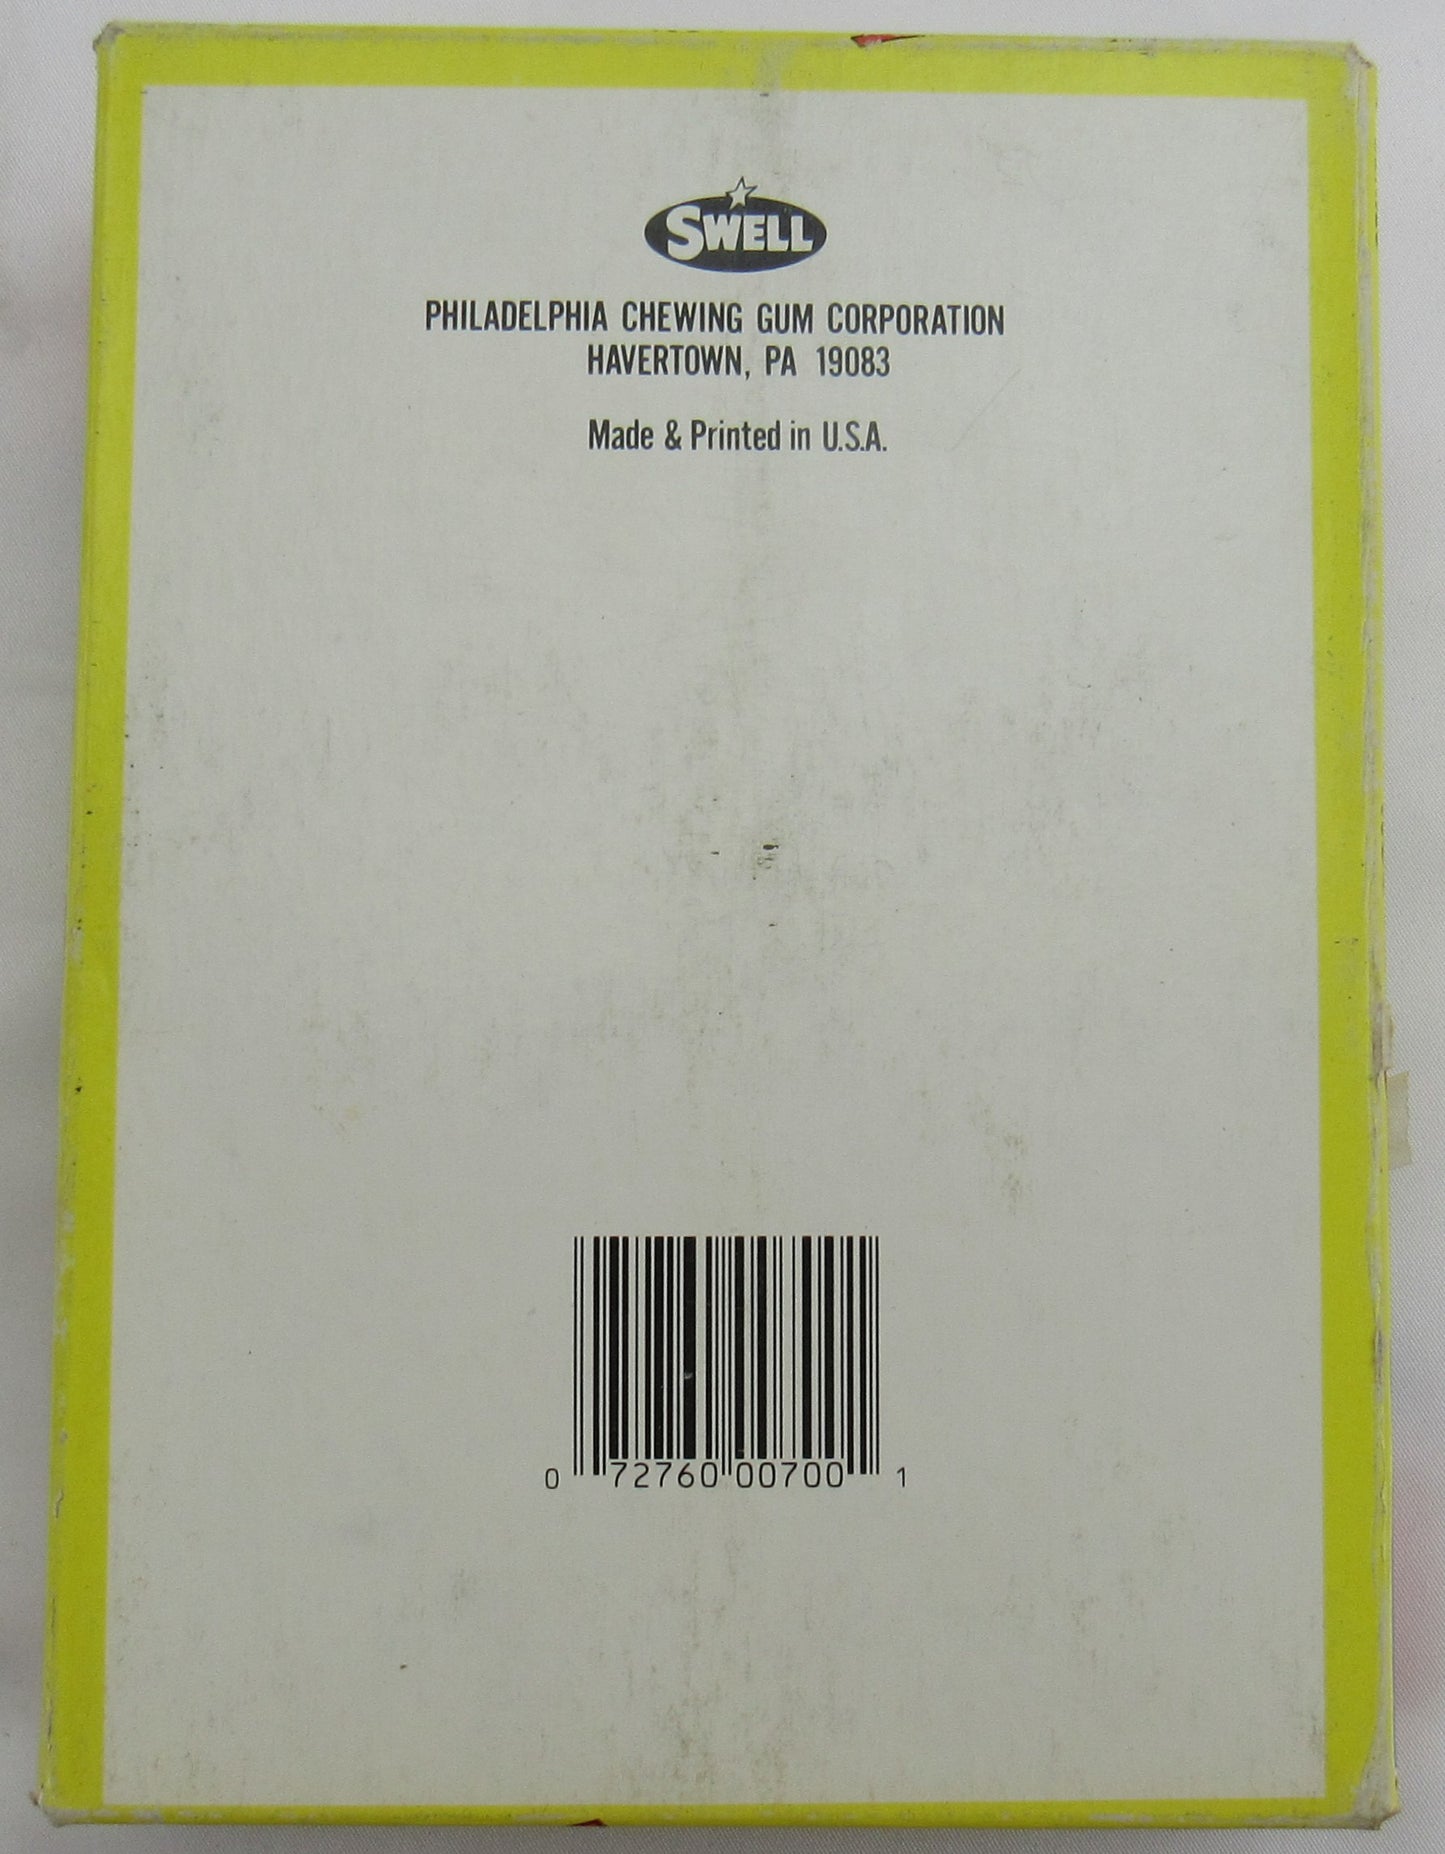 SWELL
PHILADELPHIA CHEWING GUM CORPORATION
HAVERTOWN, PA 19083
Made & Printed in U.S.A.
0 72760 00700 1